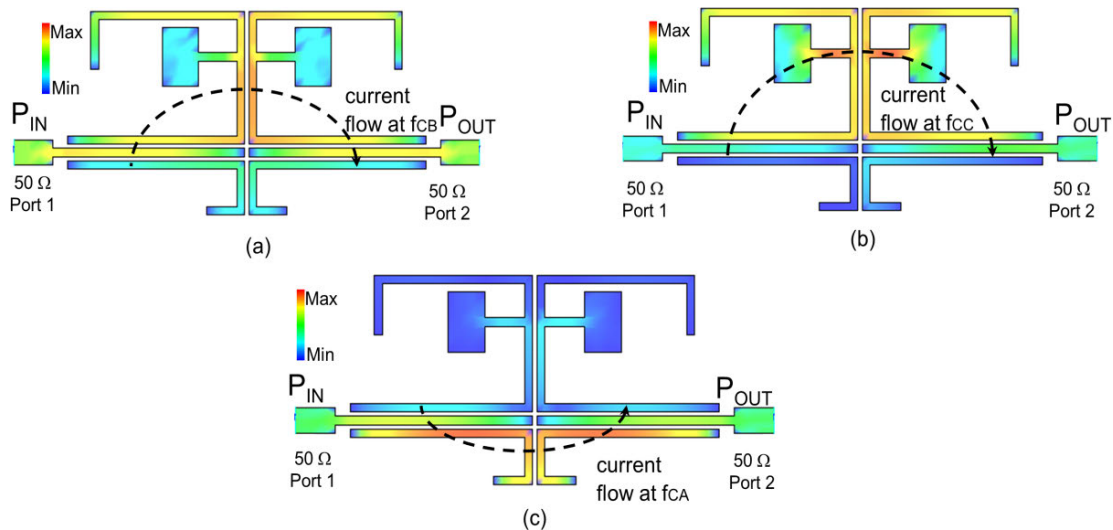 Max
Min
P_IN
current
flow at fCB
P_OUT
50 Ω
Port 1
50 Ω
Port 2
(a)
Max
Min
P_IN
current
flow at fCC
P_OUT
50 Ω
Port 1
50 Ω
Port 2
(b)
Max
Min
P_IN
P_OUT
50 Ω
Port 1
current
flow at fCA
50 Ω
Port 2
(c)